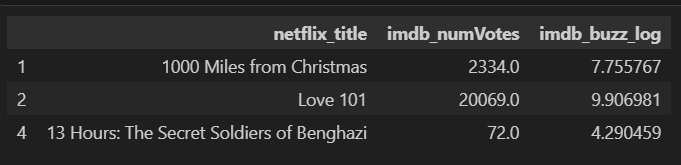 netflix_title imdb_numVotes imdb_buzz_log
1 1000 Miles from Christmas 2334.0 7.755767
2 Love 101 20069.0 9.906981
4 13 Hours: The Secret Soldiers of Benghazi 72.0 4.290459